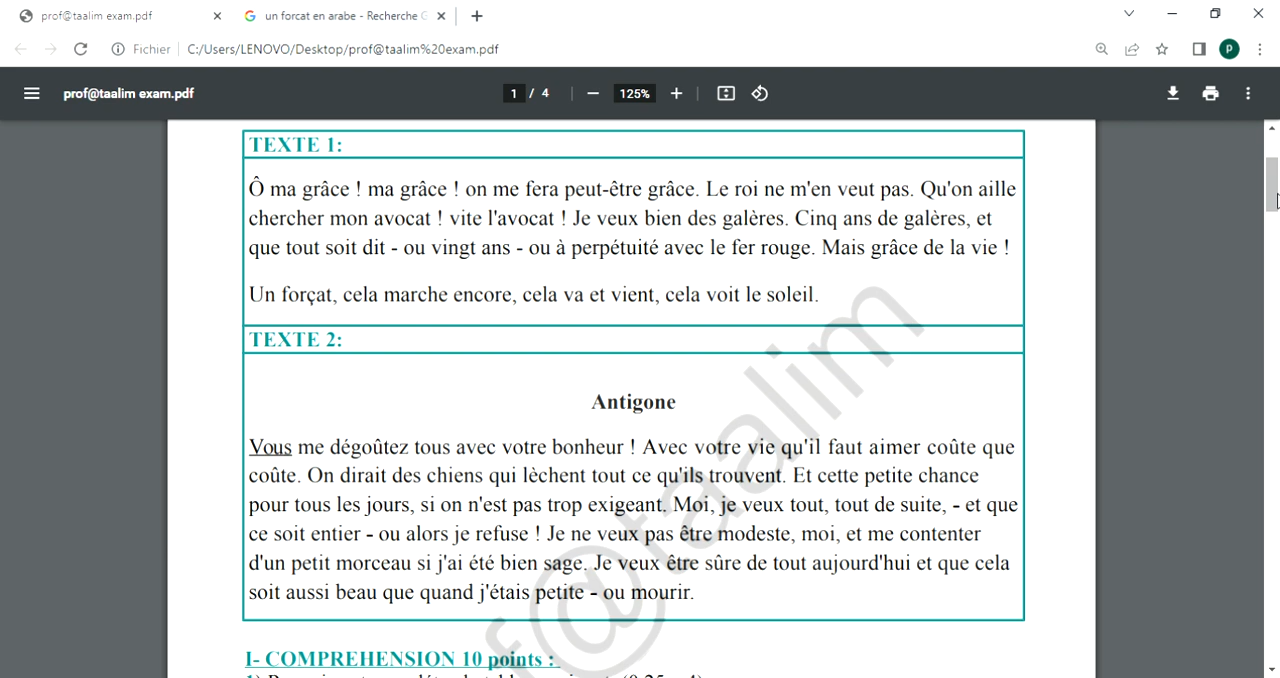 prof@taalim exam.pdf
un forcat en arabe - Recherche G
Fichier
C:/Users/LENOVO/Desktop/prof@taalim%20exam.pdf
P
prof@taalim exam.pdf
1 / 4
125%
TEXTE 1:
Ô ma grâce ! ma grâce ! on me fera peut-être grâce. Le roi ne m'en veut pas. Qu'on aille
chercher mon avocat ! vite l'avocat ! Je veux bien des galères. Cinq ans de galères, et
que tout soit dit - ou vingt ans - ou à perpétuité avec le fer rouge. Mais grâce de la vie !
Un forçat, cela marche encore, cela va et vient, cela voit le soleil.
TEXTE 2:
Antigone
Vous me dégoûtez tous avec votre bonheur ! Avec votre vie qu'il faut aimer coûte que
coûte. On dirait des chiens qui lèchent tout ce qu'ils trouvent. Et cette petite chance
pour tous les jours, si on n'est pas trop exigeant. Moi, je veux tout, tout de suite, - et que
ce soit entier - ou alors je refuse ! Je ne veux pas être modeste, moi, et me contenter
d'un petit morceau si j'ai été bien sage. Je veux être sûre de tout aujourd'hui et que cela
soit aussi beau que quand j'étais petite - ou mourir.
f@taalim
I- COMPREHENSION 10 points :